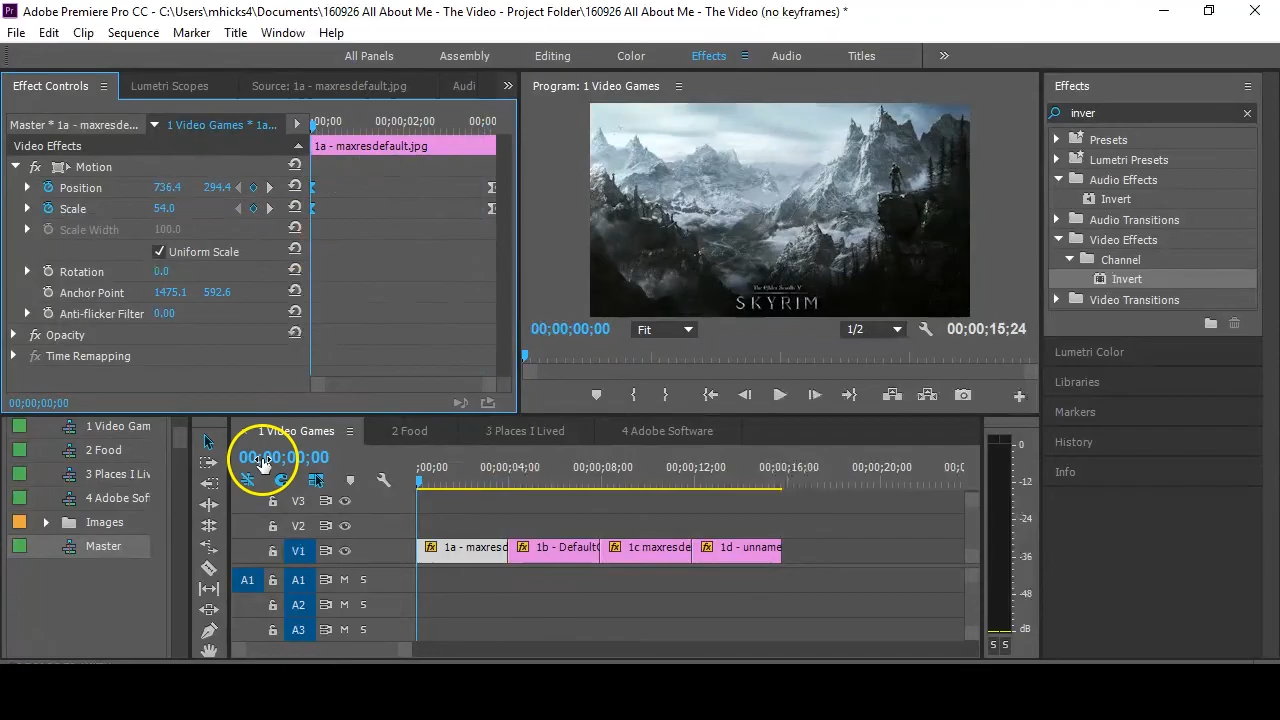 Adobe Premiere Pro CC - C:\Users\mhicks4\Documents\160926 All About Me - The Video - Project Folder\160926 All About Me - The Video (no keyframes) *
File Edit Clip Sequence Marker Title Window Help
All Panels Assembly Editing Color Effects Audio Titles
Effect Controls Lumetri Scopes Source: 1a - maxresdefault.jpg Audi
Program: 1 Video Games
Effects
Master * 1a - maxresde... 1 Video Games * 1a...
;00;00 00;00;02;00 00;00
Video Effects
1a - maxresdefault.jpg
fx Motion
Position 736.4 294.4
Scale 54.0
Scale Width 100.0
Uniform Scale
Rotation 0.0
Anchor Point 1475.1 592.6
Anti-flicker Filter 0.00
fx Opacity
fx Time Remapping
00;00;00;00
The Elder Scrolls V
SKYRIM
00;00;00;00 Fit 1/2 00;00;15;24
inver
Presets
Lumetri Presets
Audio Effects
Invert
Audio Transitions
Video Effects
Channel
Invert
Video Transitions
Lumetri Color
Libraries
Markers
History
Info
1 Video Gam
2 Food
3 Places I Liv
4 Adobe Sof
Images
Master
1 Video Games 2 Food 3 Places I Lived 4 Adobe Software
00;00;00;00
;00;00 00;00;04;00 00;00;08;00 00;00;12;00 00;00;16;00 00;00;20;00 00;0
V3
V2
V1
fx 1a - maxresd fx 1b - Default fx 1c maxresde fx 1d - unname
A1 A1 M S
A2 M S
A3 M S
0
-12
-24
-36
-48
dB
S S